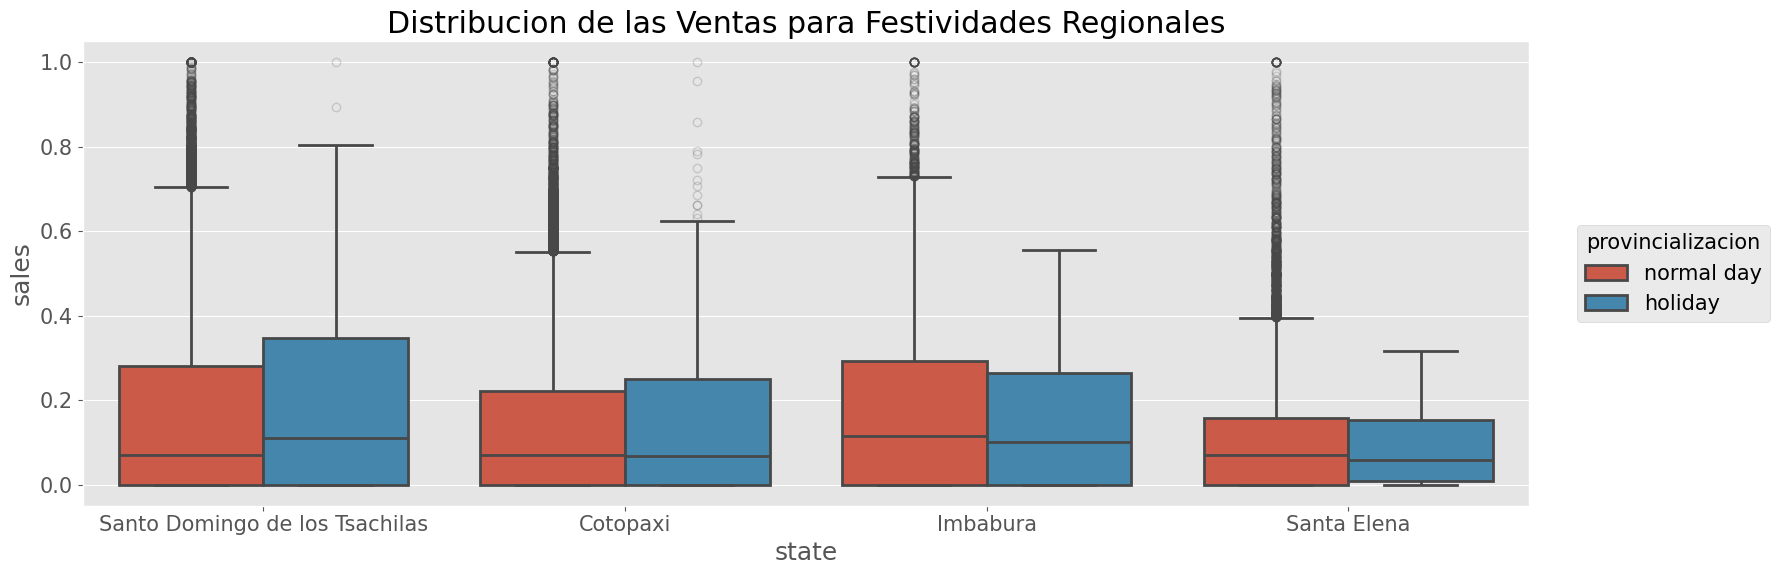 Distribucion de las Ventas para Festividades Regionales
1.0
0.8
0.6
0.4
0.2
0.0
sales
Santo Domingo de los Tsachilas
Cotopaxi
Imbabura
Santa Elena
state
provincializacion
normal day
holiday